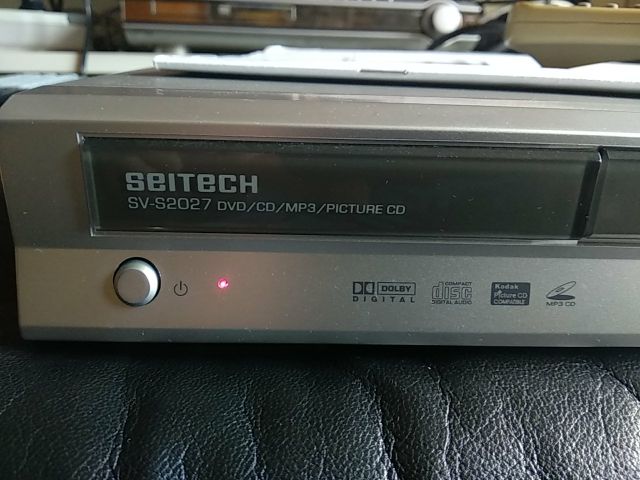 SEITECH
SV-S2027 DVD/CD/MP3/PICTURE CD
DOLBY
DIGITAL
COMPACT
disc
DIGITAL AUDIO
Kodak
Picture CD
COMPATIBLE
MP3 CD